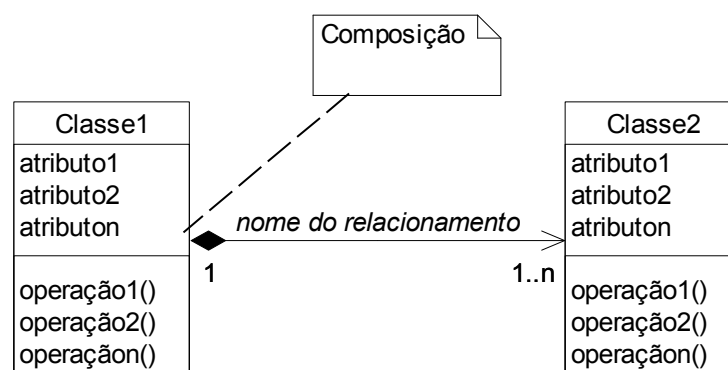 Composição
Classe1
atributo1
atributo2
atributon
operação1()
operação2()
operaçãon()
nome do relacionamento
1
1..n
Classe2
atributo1
atributo2
atributon
operação1()
operação2()
operaçãon()